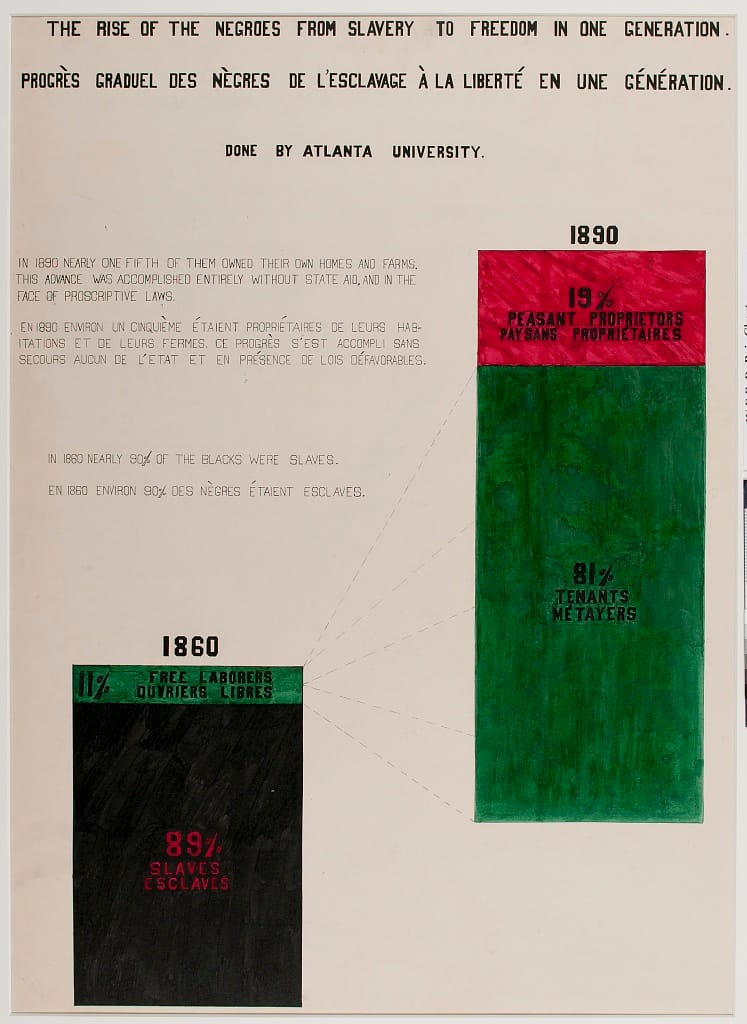 THE RISE OF THE NEGROES FROM SLAVERY TO FREEDOM IN ONE GENERATION.
PROGRÈS GRADUEL DES NÈGRES DE L'ESCLAVAGE À LA LIBERTÉ EN UNE GÉNÉRATION.
DONE BY ATLANTA UNIVERSITY.
IN 1890 NEARLY ONE FIFTH OF THEM OWNED THEIR OWN HOMES AND FARMS.
THIS ADVANCE WAS ACCOMPLISHED ENTIRELY WITHOUT STATE AID, AND IN THE
FACE OF PROSCRIPTIVE LAWS.
EN 1890 ENVIRON UN CINQUIÈME ÉTAIENT PROPRIÉTAIRES DE LEURS HAB-
ITATIONS ET DE LEURS FERMES. CE PROGRÈS S'EST ACCOMPLI SANS
SECOURS AUCUN DE L'ETAT ET EN PRÉSENCE DE LOIS DÉFAVORABLES.
IN 1860 NEARLY 90% OF THE BLACKS WERE SLAVES.
EN 1860 ENVIRON 90% DES NÈGRES ÉTAIENT ESCLAVES.
1860
11% FREE LABORERS
OUVRIERS LIBRES
89%
SLAVES
ESCLAVES
1890
19%
PEASANT PROPRIETORS
PAYSANS PROPRIÉTAIRES
81%
TENANTS
MÉTAYERS